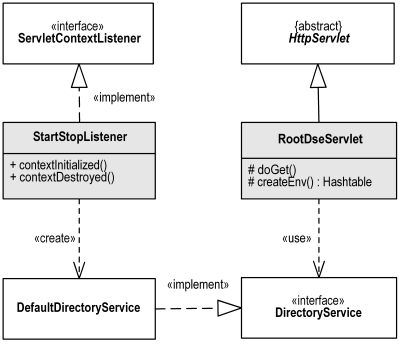 «interface»
ServletContextListener
{abstract}
HttpServlet
«implement»
StartStopListener
+ contextInitialized()
+ contextDestroyed()
RootDseServlet
# doGet()
# createEnv() : Hashtable
«create»
«use»
«implement»
DefaultDirectoryService
«interface»
DirectoryService